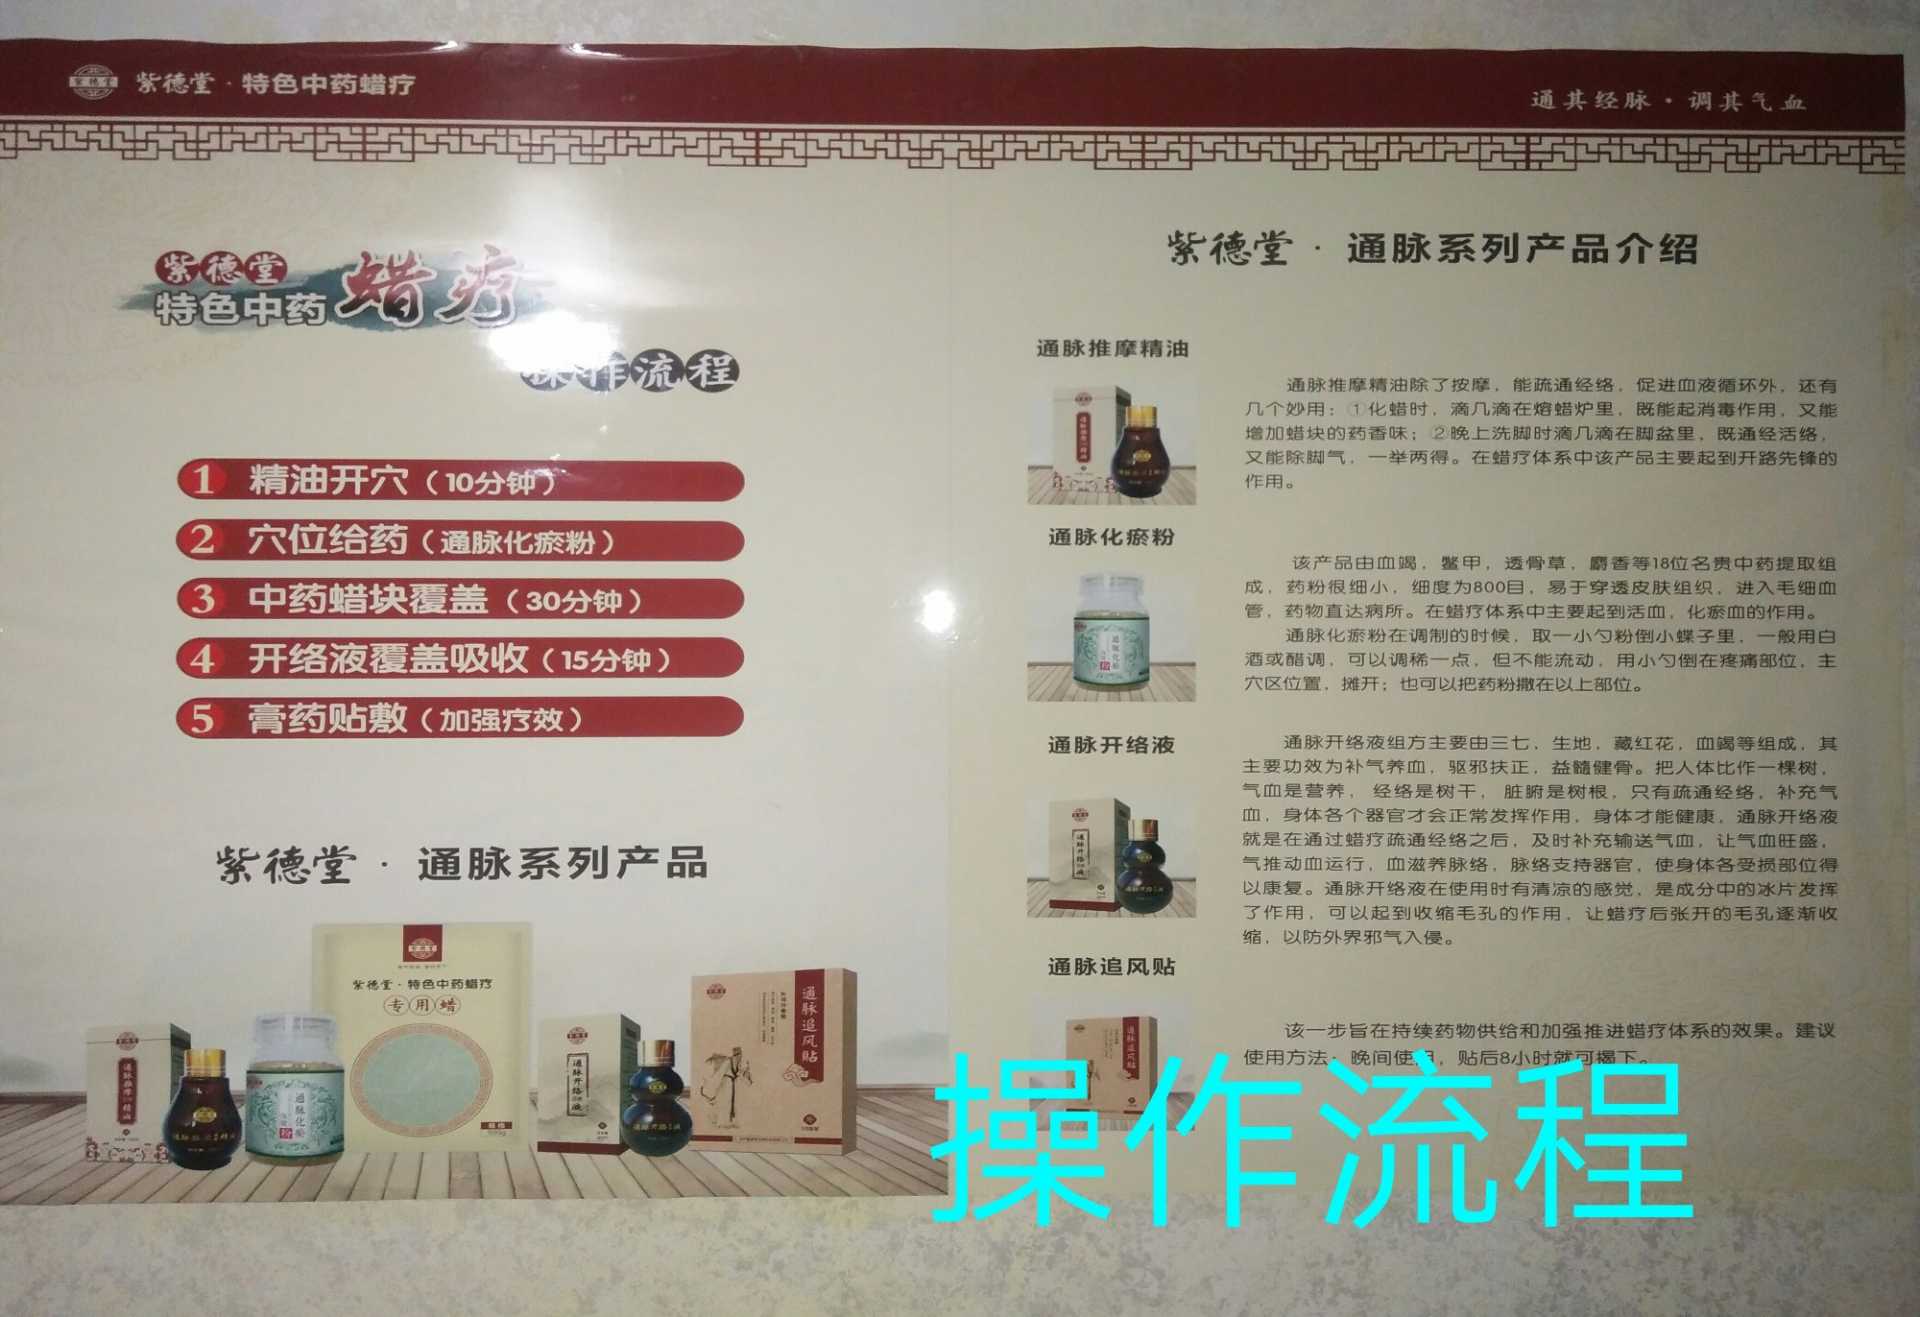 紫德堂·特色中药蜡疗
通其经脉·调其气血
紫德堂
特色中药蜡疗
操作流程
1 精油开穴（10分钟）
2 穴位给药（通脉化瘀粉）
3 中药蜡块覆盖（30分钟）
4 开络液覆盖吸收（15分钟）
5 膏药贴敷（加强疗效）
紫德堂·通脉系列产品
紫德堂·特色中药蜡疗
专用蜡
通脉追风贴
紫德堂·通脉系列产品介绍
通脉推摩精油
通脉推摩精油除了按摩，能疏通经络，促进血液循环外，还有
几个妙用：①化蜡时，滴几滴在熔蜡炉里，既能起消毒作用，又能
增加蜡块的药香味；②晚上洗脚时滴几滴在脚盆里，既通经活络，
又能除脚气，一举两得。在蜡疗体系中该产品主要起到开路先锋的
作用。
通脉化瘀粉
该产品由血竭，鳖甲，透骨草，麝香等18位名贵中药提取组
成，药粉很细小，细度为800目，易于穿透皮肤组织，进入毛细血
管，药物直达病所。在蜡疗体系中主要起到活血，化瘀血的作用。
通脉化瘀粉在调制的时候，取一小勺粉倒小蝶子里，一般用白
酒或醋调，可以调稀一点，但不能流动，用小勺倒在疼痛部位，主
穴区位置，摊开；也可以把药粉撒在以上部位。
通脉开络液
通脉开络液组方主要由三七，生地，藏红花，血竭等组成，其
主要功效为补气养血，驱邪扶正，益髓健骨。把人体比作一棵树，
气血是营养，经络是树干，脏腑是树根，只有疏通经络，补充气
血，身体各个器官才会正常发挥作用，身体才能健康，通脉开络液
就是在通过蜡疗疏通经络之后，及时补充输送气血，让气血旺盛，
气推动血运行，血滋养脉络，脉络支持器官，使身体各受损部位得
以康复。通脉开络液在使用时有清凉的感觉，是成分中的冰片发挥
了作用，可以起到收缩毛孔的作用，让蜡疗后张开的毛孔逐渐收
缩，以防外界邪气入侵。
通脉追风贴
该一步旨在持续药物供给和加强推进蜡疗体系的效果。建议
使用方法：晚间使用，贴后8小时就可揭下。
操作流程